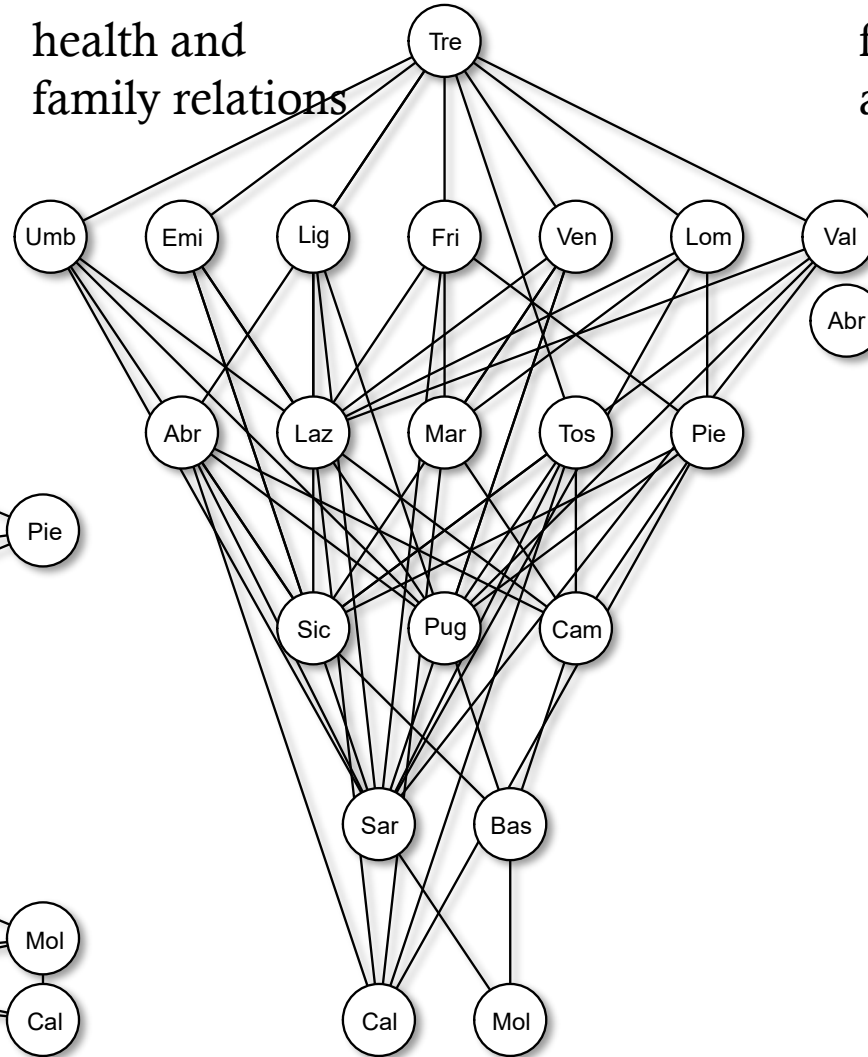 health and
family relations
Tre
Umb
Emi
Lig
Fri
Ven
Lom
Val
Abr
Abr
Laz
Mar
Tos
Pie
Pie
Sic
Pug
Cam
Sar
Bas
Mol
Cal
Cal
Mol